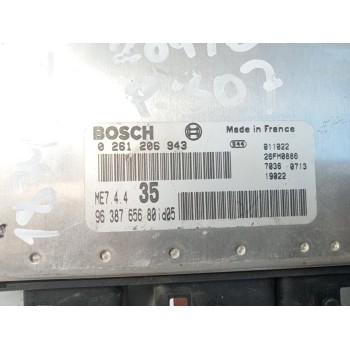 BOSCH
Made in France
0 261 206 943
011022
26FM0886
7036 0713
19022
ME7.4.4 35
96 387 656 80 id05